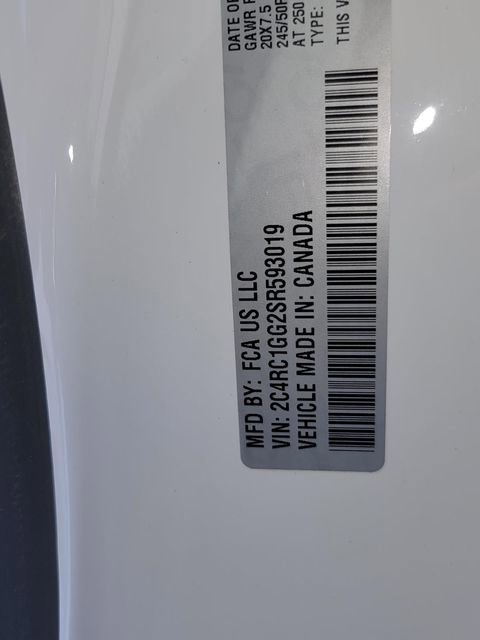 MFD BY: FCA US LLC
DATE OF
VIN: 2C4RC1GG2SR593019
GAWR
20X7.5
VEHICLE MADE IN: CANADA
245/50
AT 250
TYPE:
THIS V